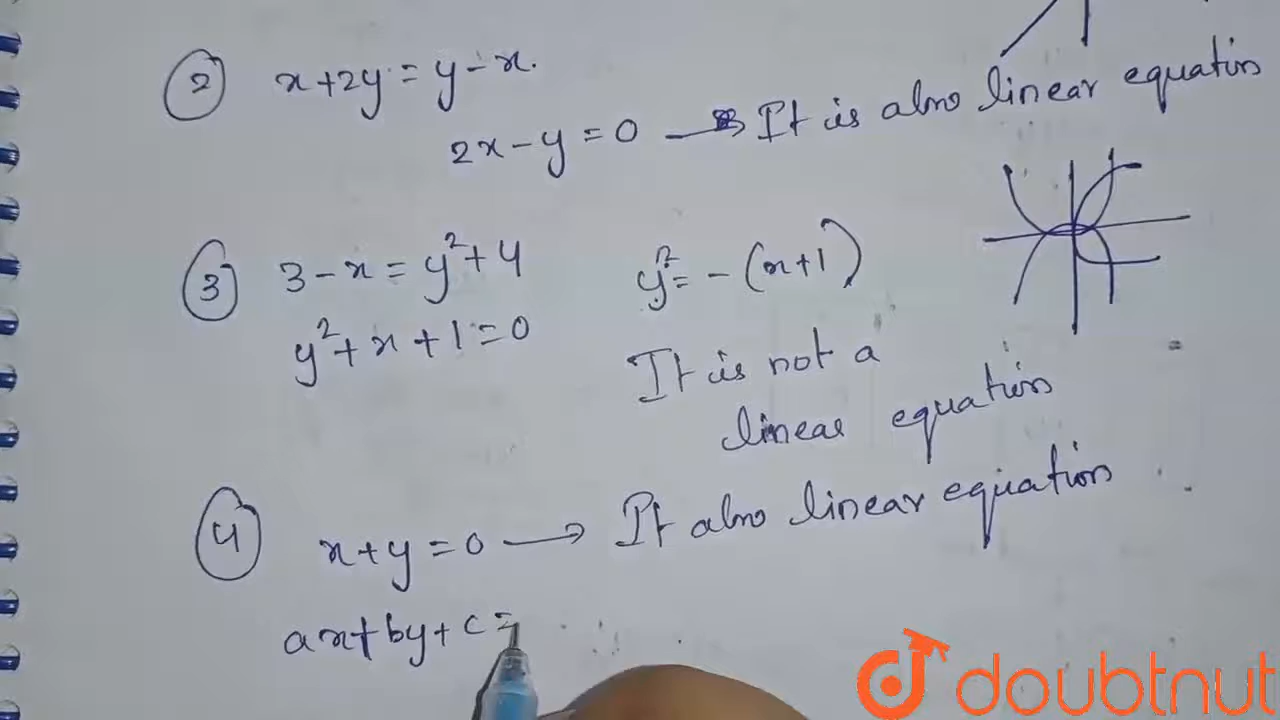 2 x+2y = y-x.
2x-y=0 → It is also linear equation
3 3-x = y²+4 y² = -(x+1)
y²+x+1=0 It is not a
linear equation
4 x+y=0 → It also linear equation
ax+by+c=
doubtnut